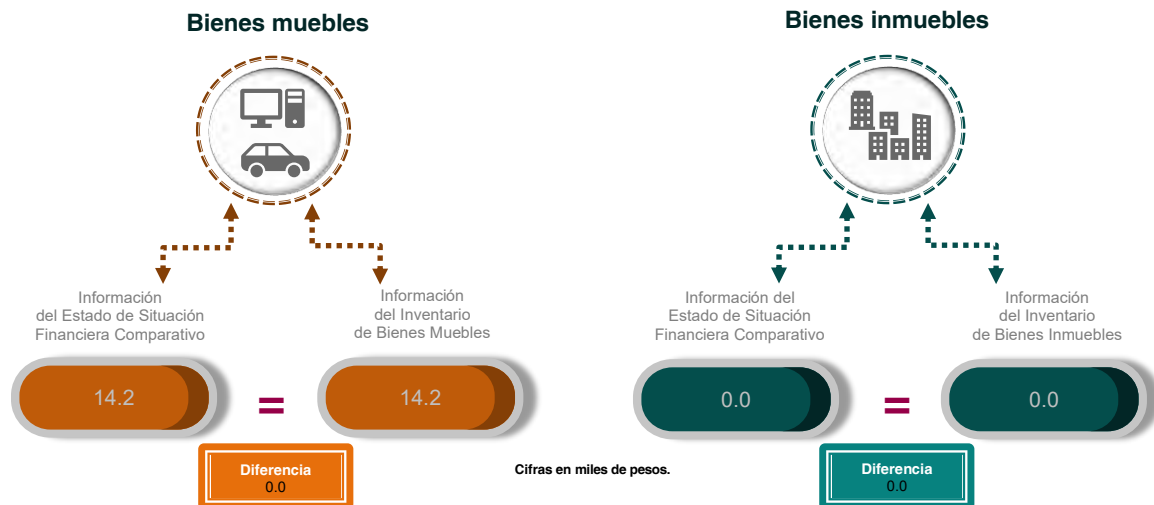 Bienes muebles
Información
del Estado de Situación
Financiera Comparativo
Información
del Inventario
de Bienes Muebles
14.2
=
14.2
Diferencia
0.0
Bienes inmuebles
Información del
Estado de Situación
Financiera Comparativo
Información
del Inventario
de Bienes Inmuebles
0.0
=
0.0
Diferencia
0.0
Cifras en miles de pesos.